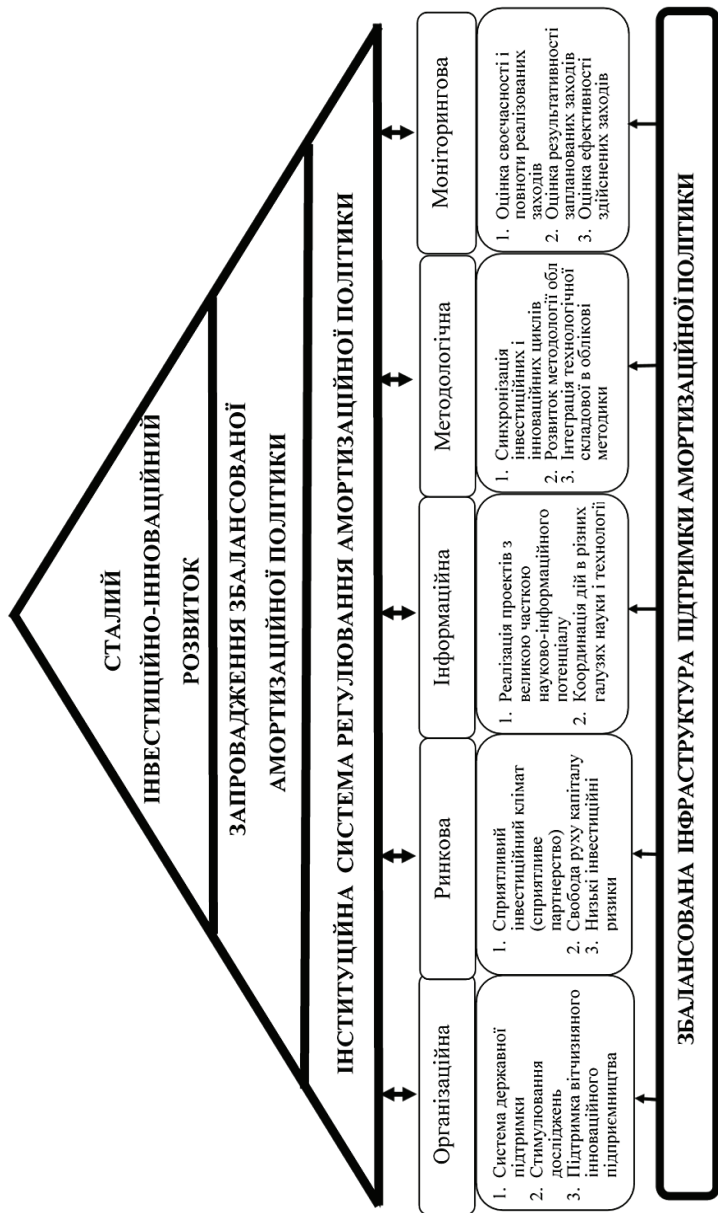 СТАЛИЙ
ІНВЕСТИЦІЙНО-ІННОВАЦІЙНИЙ
РОЗВИТОК
ЗАПРОВАДЖЕННЯ ЗБАЛАНСОВАНОЇ
АМОРТИЗАЦІЙНОЇ ПОЛІТИКИ
ІНСТИТУЦІЙНА СИСТЕМА РЕГУЛЮВАННЯ АМОРТИЗАЦІЙНОЇ ПОЛІТИКИ
Організаційна
1. Система державної
підтримки
2. Стимулювання
досліджень
3. Підтримка вітчизняного
інноваційного
підприємництва
Ринкова
1. Сприятливий
інвестиційний клімат
(сприятливе
партнерство)
2. Свобода руху капіталу
3. Низькі інвестиційні
ризики
Інформаційна
1. Реалізація проектів з
великою часткою
науково-інформаційного
потенціалу
2. Координація дій в різних
галузях науки і технології
Методологічна
1. Синхронізація
інвестиційних і
інноваційних циклів
2. Розвиток методології обл
3. Інтеграція технологічної
складової в облікові
методики
Моніторингова
1. Оцінка своєчасності і
повноти реалізованих
заходів
2. Оцінка результативності
запланованих заходів
3. Оцінка ефективності
здійснених заходів
ЗБАЛАНСОВАНА ІНФРАСТРУКТУРА ПІДТРИМКИ АМОРТИЗАЦІЙНОЇ ПОЛІТИКИ